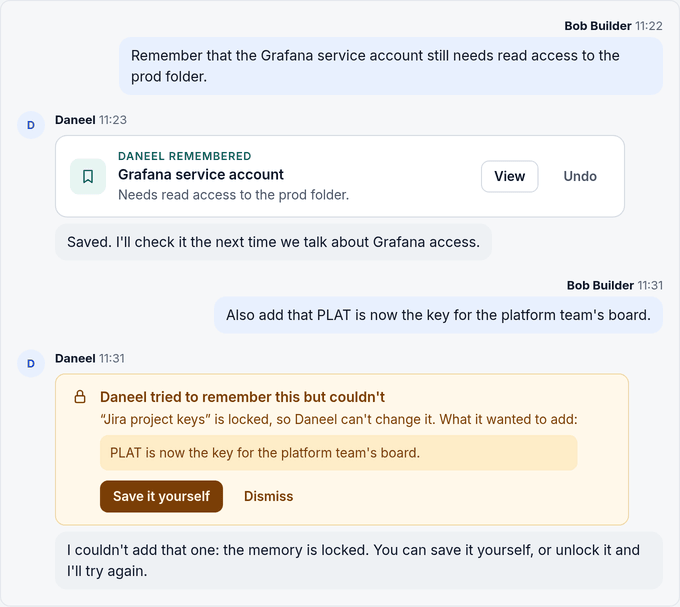 Bob Builder 11:22
Remember that the Grafana service account still needs read access to the
prod folder.
D
Daneel 11:23
DANEEL REMEMBERED
Grafana service account
Needs read access to the prod folder.
View
Undo
Saved. I'll check it the next time we talk about Grafana access.
Bob Builder 11:31
Also add that PLAT is now the key for the platform team's board.
D
Daneel 11:31
Daneel tried to remember this but couldn't
“Jira project keys” is locked, so Daneel can't change it. What it wanted to add:
PLAT is now the key for the platform team's board.
Save it yourself
Dismiss
I couldn't add that one: the memory is locked. You can save it yourself, or unlock it and
I'll try again.